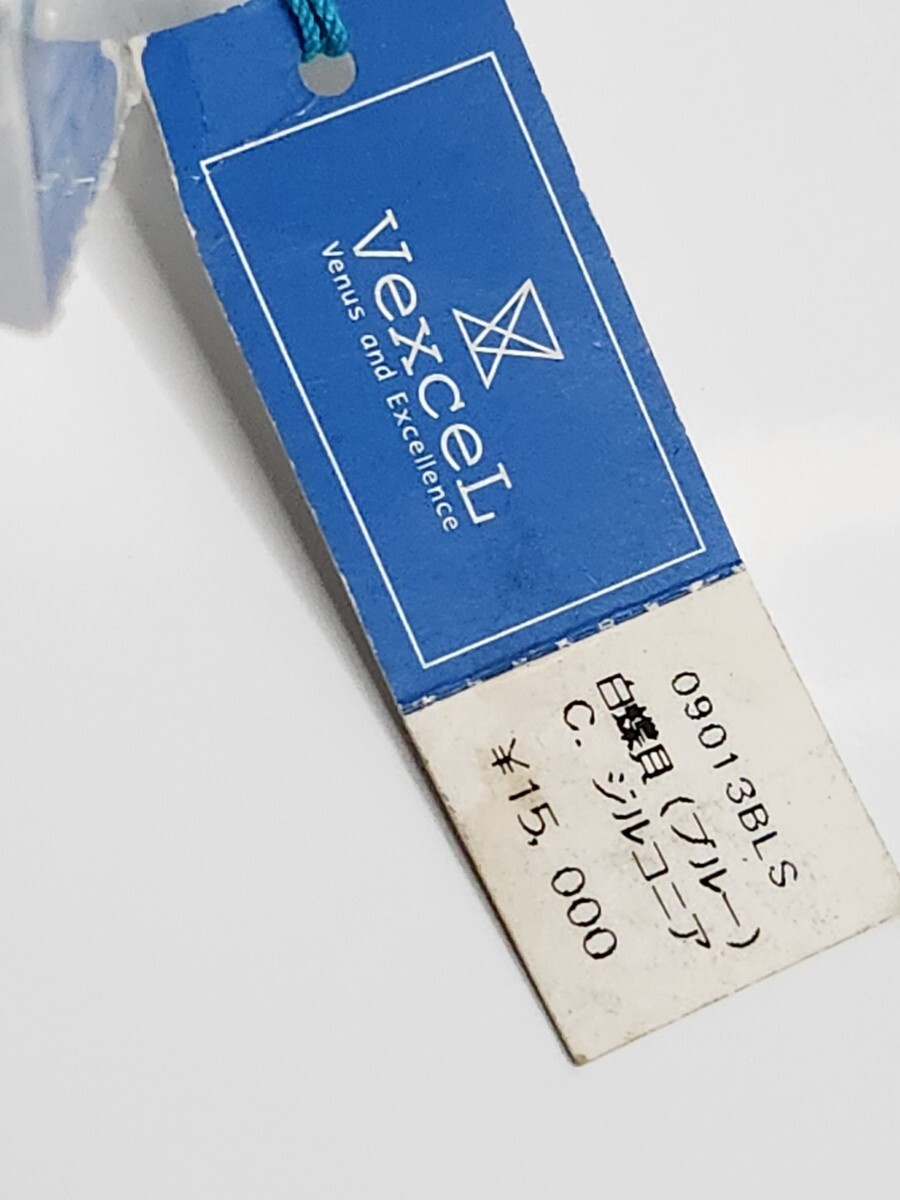 VexceL
Venus and Excellence
09013BLS
白蝶貝(ブルー)
C. ジルコニア
¥15,000